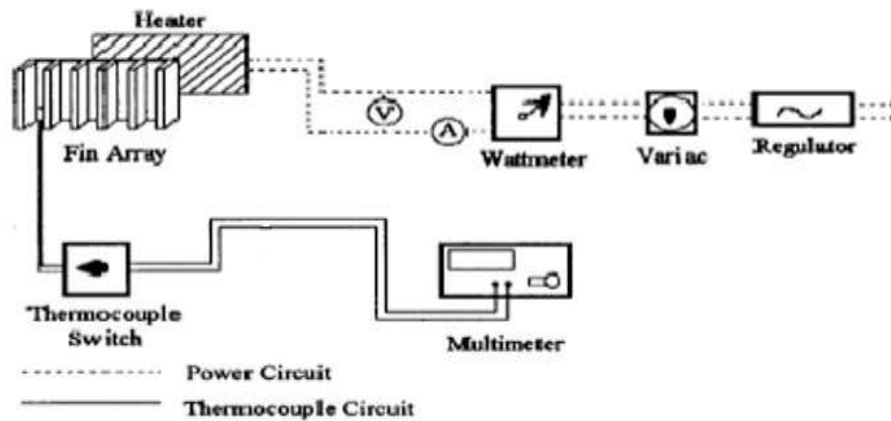 Heater
Fin Array
V
A
Wattmeter
Variac
Regulator
Thermocouple
Switch
Multimeter
Power Circuit
Thermocouple Circuit